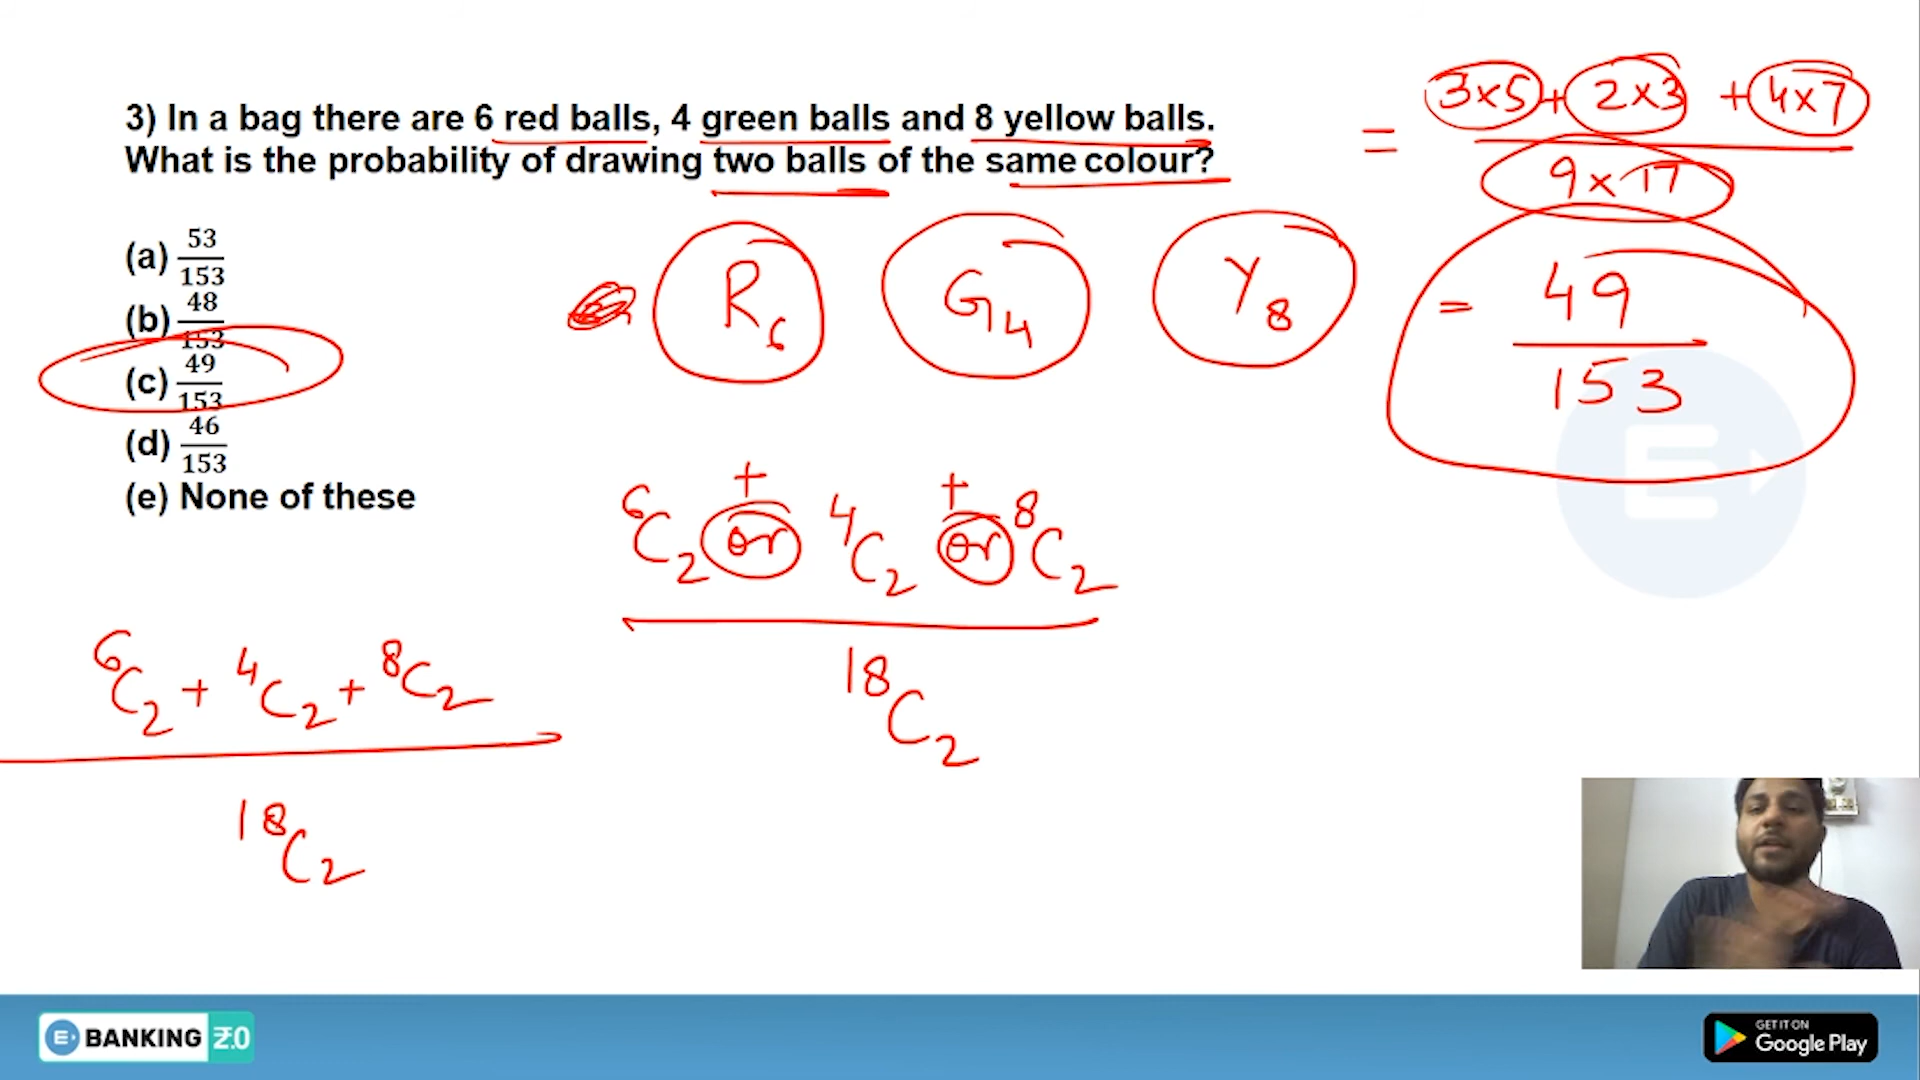 3) In a bag there are 6 red balls, 4 green balls and 8 yellow balls.
What is the probability of drawing two balls of the same colour?
(a) 53/153
(b) 48/153
(c) 49/153
(d) 46/153
(e) None of these
= 3×5 + 2×3 + 4×7
9×17
= 49
153
R6 G4 Y8
+ +
6C2 or 4C2 or 8C2
18C2
6C2 + 4C2 + 8C2
18C2
E
E BANKING 2.0
GET IT ON
Google Play